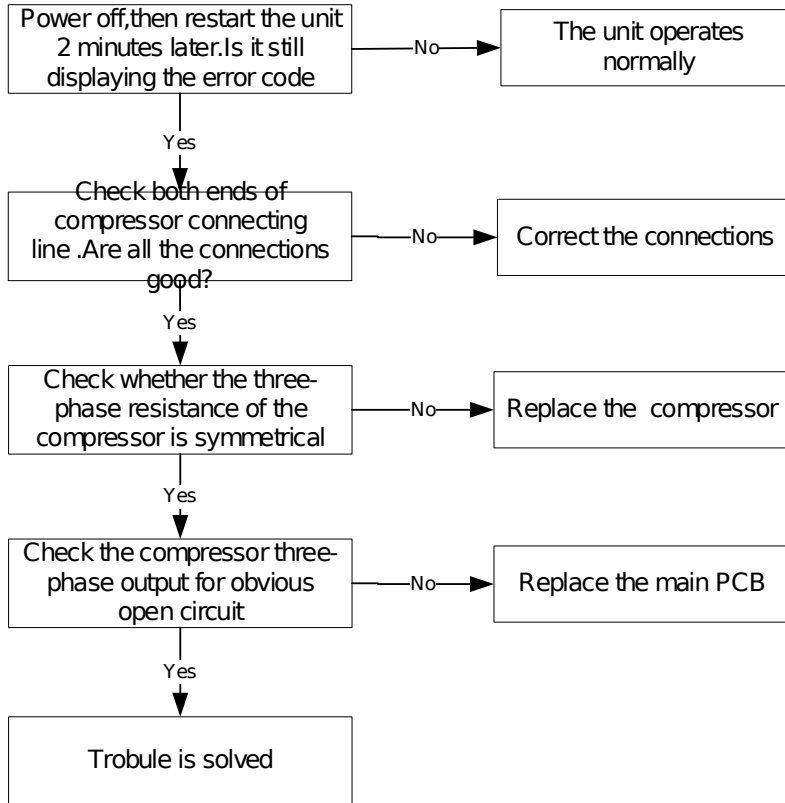 Power off,then restart the unit
2 minutes later.Is it still
displaying the error code
No
The unit operates
normally
Yes
Check both ends of
compressor connecting
line .Are all the connections
good?
No
Correct the connections
Yes
Check whether the three-
phase resistance of the
compressor is symmetrical
No
Replace the compressor
Yes
Check the compressor three-
phase output for obvious
open circuit
No
Replace the main PCB
Yes
Trobule is solved